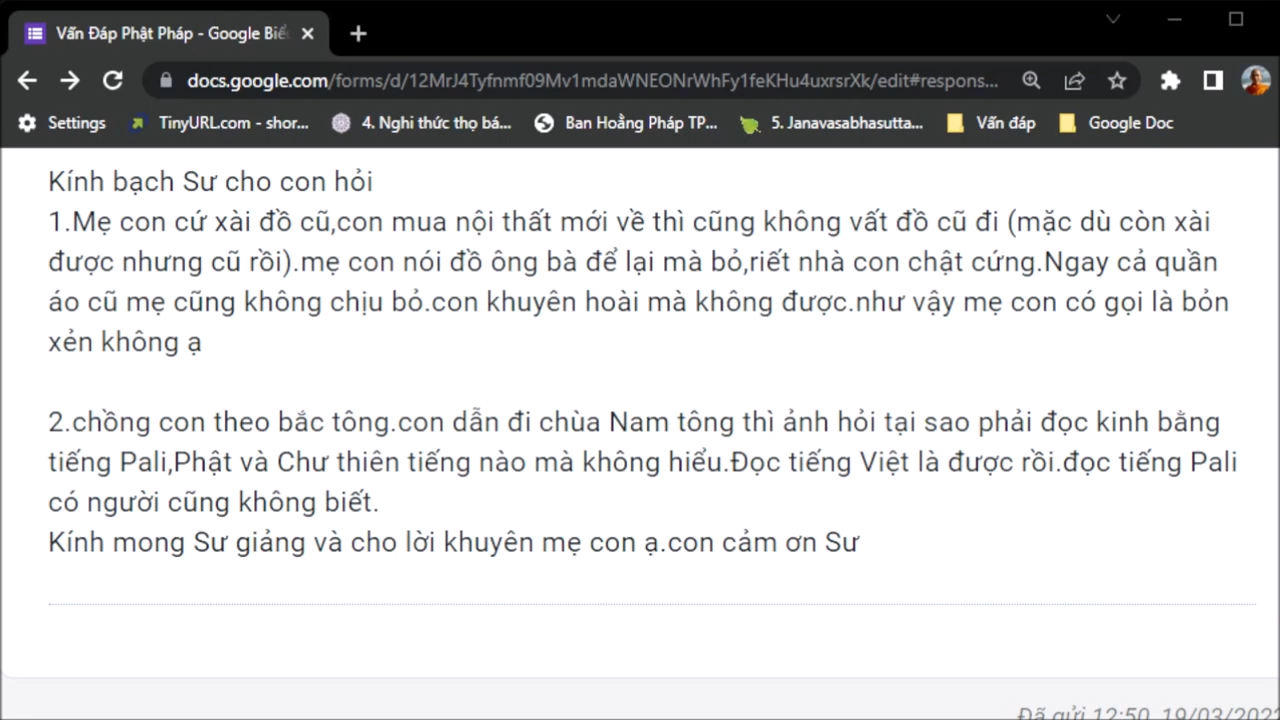 Vấn Đáp Phật Pháp - Google Biể
docs.google.com/forms/d/12MrJ4Tyfnmf09Mv1mdaWNEONrWhFy1feKHu4uxrsrXk/edit#respons...
Settings TinyURL.com - shor... 4. Nghi thức thọ bá... Ban Hoằng Pháp TP... 5. Janavasabhasutta... Vấn đáp Google Doc
Kính bạch Sư cho con hỏi
1.Mẹ con cứ xài đồ cũ,con mua nội thất mới về thì cũng không vất đồ cũ đi (mặc dù còn xài
được nhưng cũ rồi).mẹ con nói đồ ông bà để lại mà bỏ,riết nhà con chật cứng.Ngay cả quần
áo cũ mẹ cũng không chịu bỏ.con khuyên hoài mà không được.như vậy mẹ con có gọi là bỏn
xẻn không ạ
2.chồng con theo bắc tông.con dẫn đi chùa Nam tông thì ảnh hỏi tại sao phải đọc kinh bằng
tiếng Pali,Phật và Chư thiên tiếng nào mà không hiểu.Đọc tiếng Việt là được rồi.đọc tiếng Pali
có người cũng không biết.
Kính mong Sư giảng và cho lời khuyên mẹ con ạ.con cảm ơn Sư
Đã gửi 12:50, 19/03/202